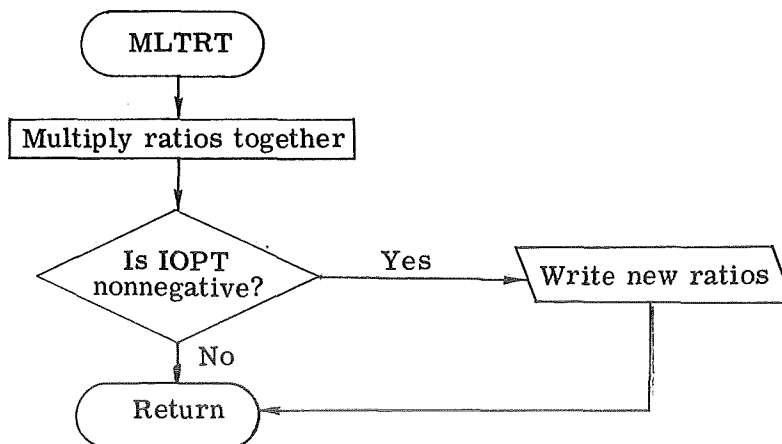 MLTRT
Multiply ratios together
Is IOPT
nonnegative?
Yes
Write new ratios
No
Return